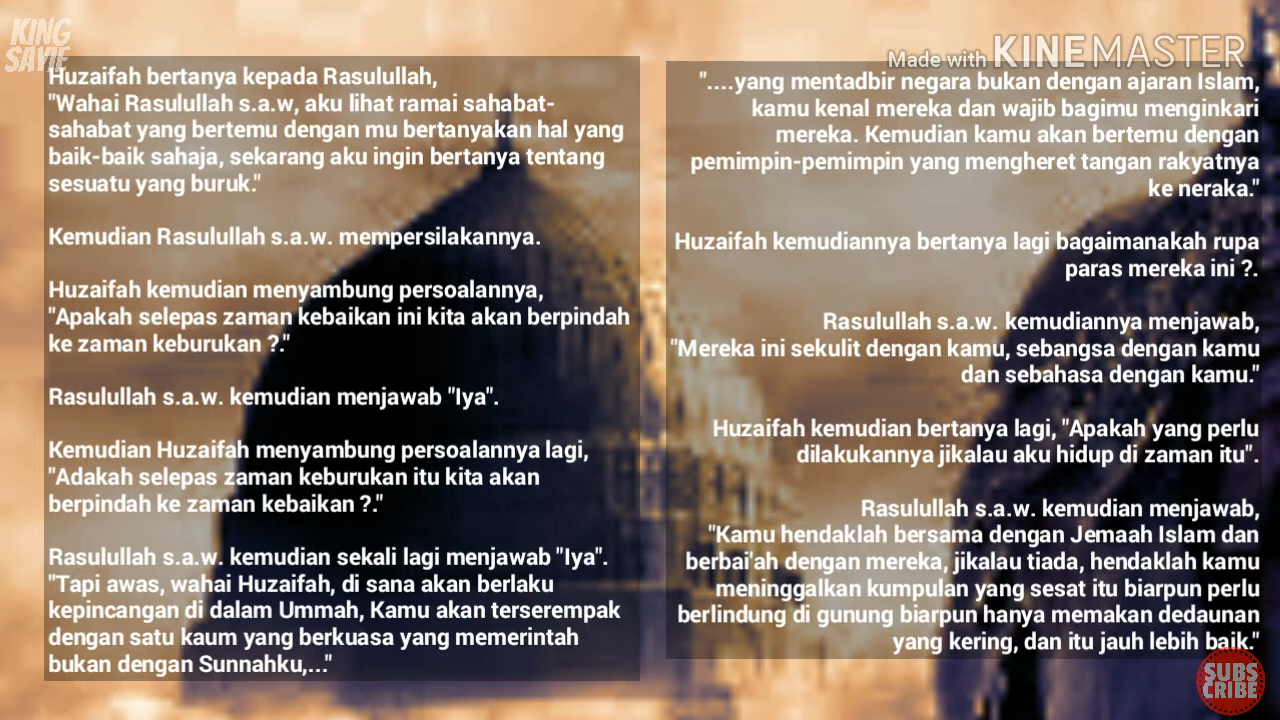 KING
SAVIE
Made with KINEMASTER
Huzaifah bertanya kepada Rasulullah,
"Wahai Rasulullah s.a.w, aku lihat ramai sahabat-
sahabat yang bertemu dengan mu bertanyakan hal yang
baik-baik sahaja, sekarang aku ingin bertanya tentang
sesuatu yang buruk."
Kemudian Rasulullah s.a.w. mempersilakannya.
Huzaifah kemudian menyambung persoalannya,
"Apakah selepas zaman kebaikan ini kita akan berpindah
ke zaman keburukan ?."
Rasulullah s.a.w. kemudian menjawab "Iya".
Kemudian Huzaifah menyambung persoalannya lagi,
"Adakah selepas zaman keburukan itu kita akan
berpindah ke zaman kebaikan ?."
Rasulullah s.a.w. kemudian sekali lagi menjawab "Iya".
"Tapi awas, wahai Huzaifah, di sana akan berlaku
kepincangan di dalam Ummah, Kamu akan terserempak
dengan satu kaum yang berkuasa yang memerintah
bukan dengan Sunnahku,..."
"....yang mentadbir negara bukan dengan ajaran Islam,
kamu kenal mereka dan wajib bagimu menginkari
mereka. Kemudian kamu akan bertemu dengan
pemimpin-pemimpin yang mengheret tangan rakyatnya
ke neraka."
Huzaifah kemudiannya bertanya lagi bagaimanakah rupa
paras mereka ini ?.
Rasulullah s.a.w. kemudiannya menjawab,
"Mereka ini sekulit dengan kamu, sebangsa dengan kamu
dan sebahasa dengan kamu."
Huzaifah kemudian bertanya lagi, "Apakah yang perlu
dilakukannya jikalau aku hidup di zaman itu".
Rasulullah s.a.w. kemudian menjawab,
"Kamu hendaklah bersama dengan Jemaah Islam dan
berbai'ah dengan mereka, jikalau tiada, hendaklah kamu
meninggalkan kumpulan yang sesat itu biarpun perlu
berlindung di gunung biarpun hanya memakan dedaunan
yang kering, dan itu jauh lebih baik."
SUBS
CRIBE